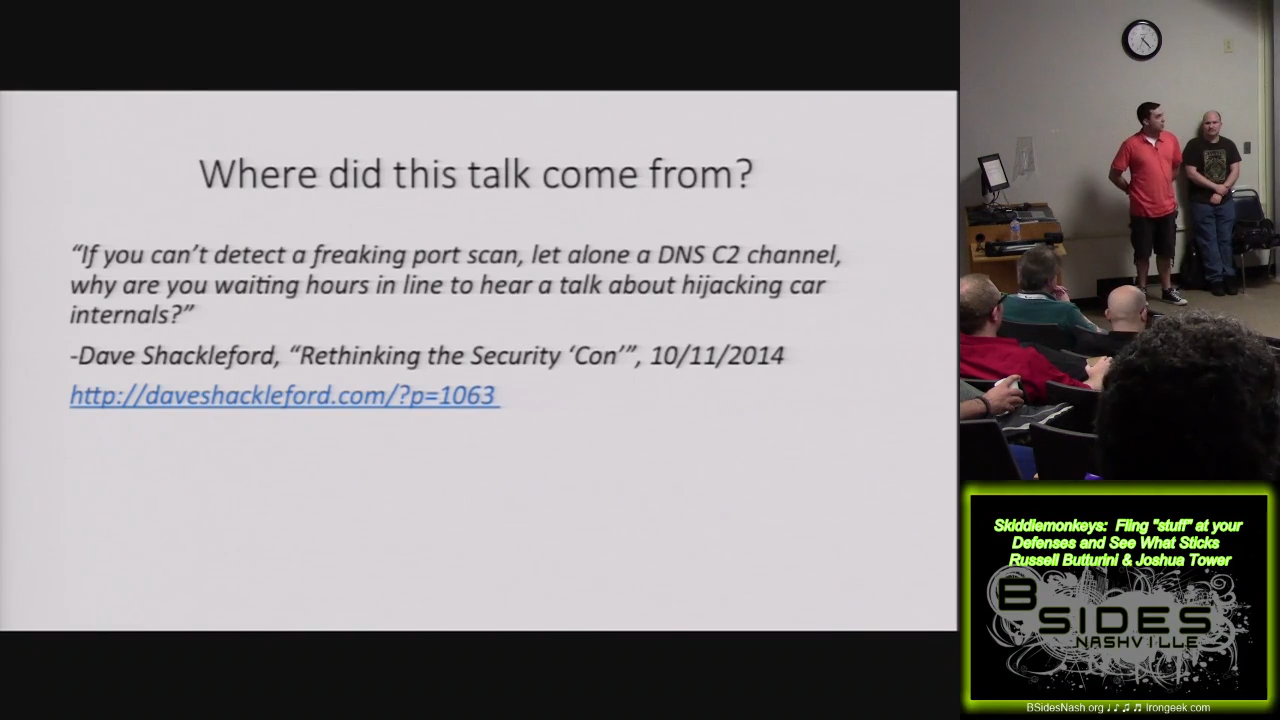 Where did this talk come from?
“If you can’t detect a freaking port scan, let alone a DNS C2 channel,
why are you waiting hours in line to hear a talk about hijacking car
internals?”
-Dave Shackleford, “Rethinking the Security ‘Con’”, 10/11/2014
http://daveshackleford.com/?p=1063
Skiddiemonkeys: Fling "stuff" at your
Defenses and See What Sticks
Russell Butturini & Joshua Tower
BSIDES
NASHVILLE
BSidesNash.org ♩ ♪ ♫ ♬ Irongeek.com